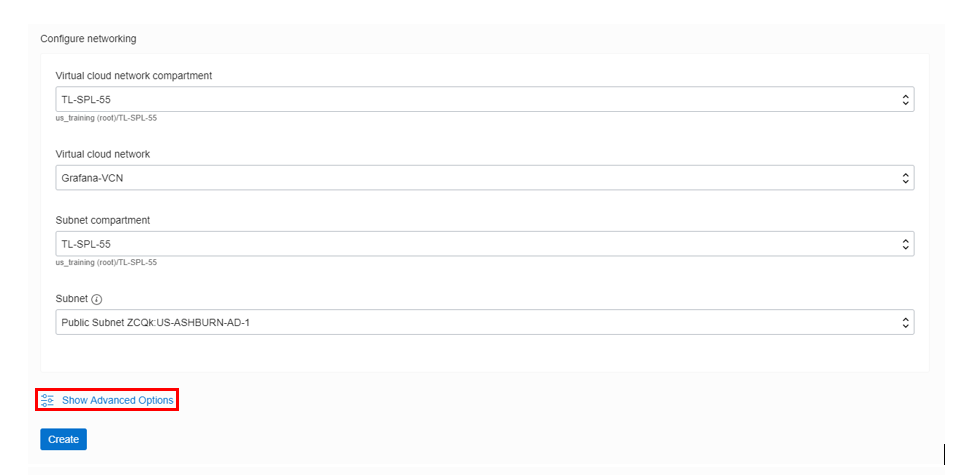 Configure networking
Virtual cloud network compartment
TL-SPL-55
us_training (root)/TL-SPL-55
Virtual cloud network
Grafana-VCN
Subnet compartment
TL-SPL-55
us_training (root)/TL-SPL-55
Subnet
Public Subnet ZCQk:US-ASHBURN-AD-1
Show Advanced Options
Create